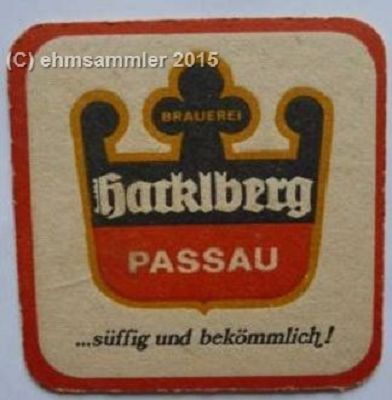 (C) ehmsammler 2015
BRAUEREI
Hacklberg
PASSAU
...süffig und bekömmlich!